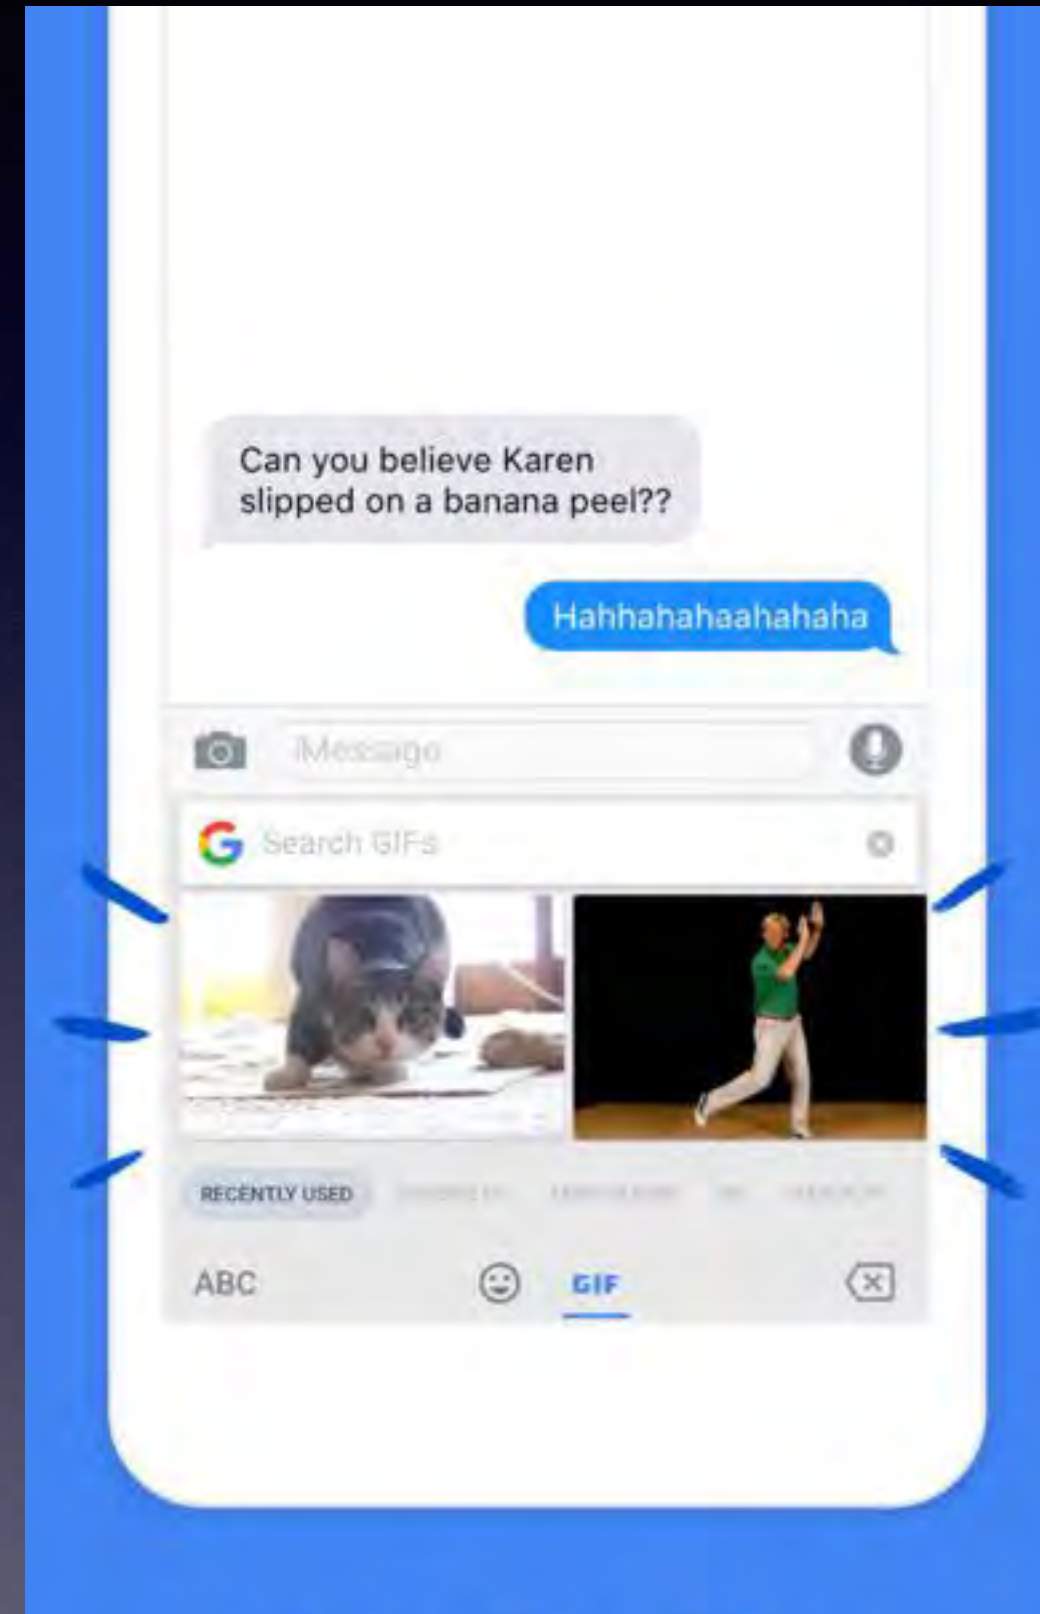 Can you believe Karen
slipped on a banana peel??
Hahhahahaahahaha
iMessage
G Search GIFs
RECENTLY USED
ABC GIF